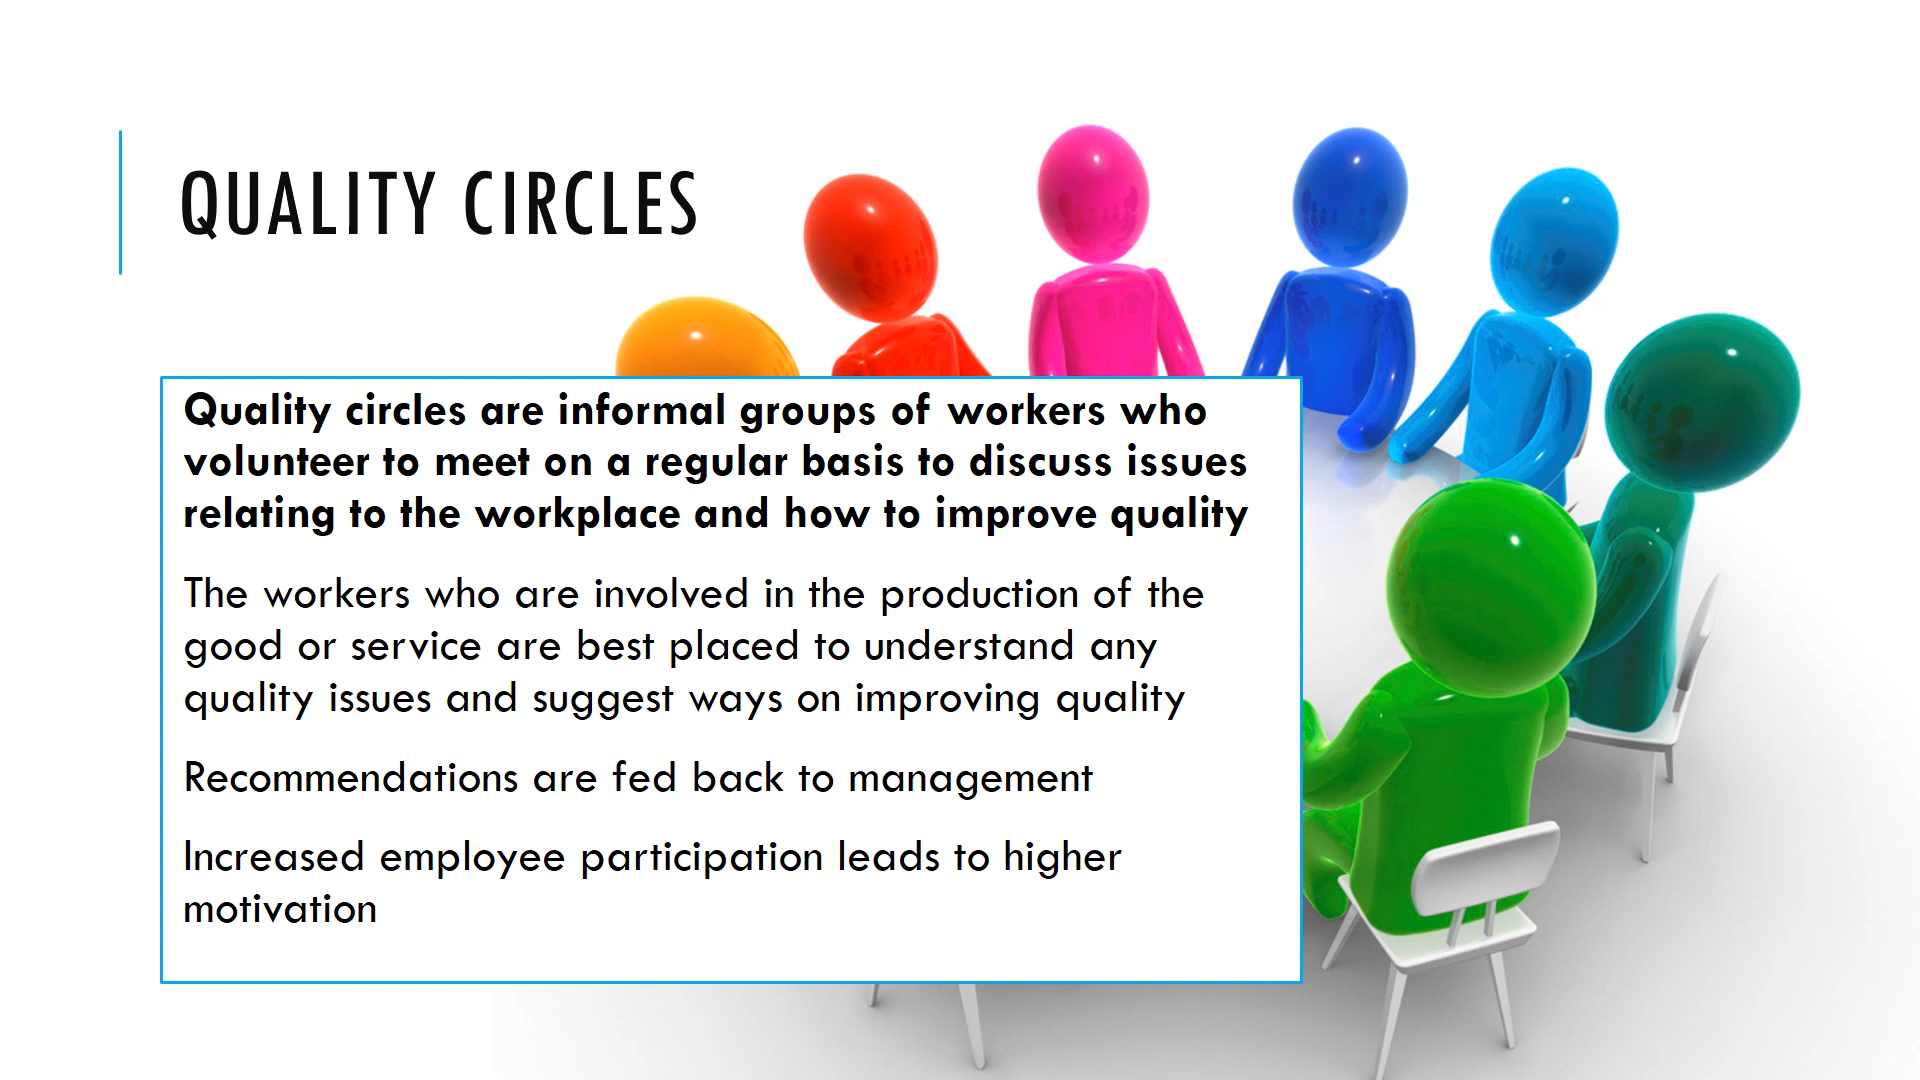 QUALITY CIRCLES
Quality circles are informal groups of workers who
volunteer to meet on a regular basis to discuss issues
relating to the workplace and how to improve quality
The workers who are involved in the production of the
good or service are best placed to understand any
quality issues and suggest ways on improving quality
Recommendations are fed back to management
Increased employee participation leads to higher
motivation